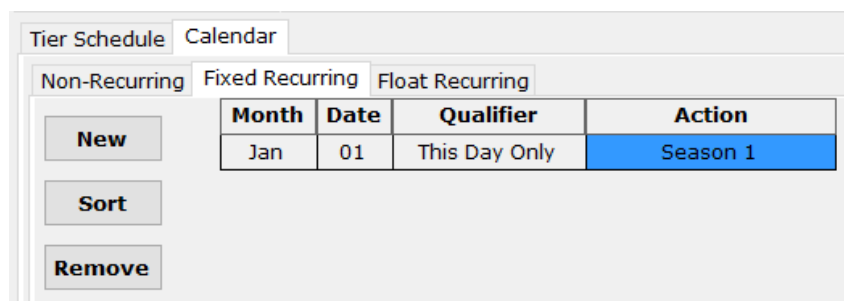 Tier Schedule Calendar
Non-Recurring Fixed Recurring Float Recurring
New
Sort
Remove
Month Date Qualifier Action
Jan 01 This Day Only Season 1